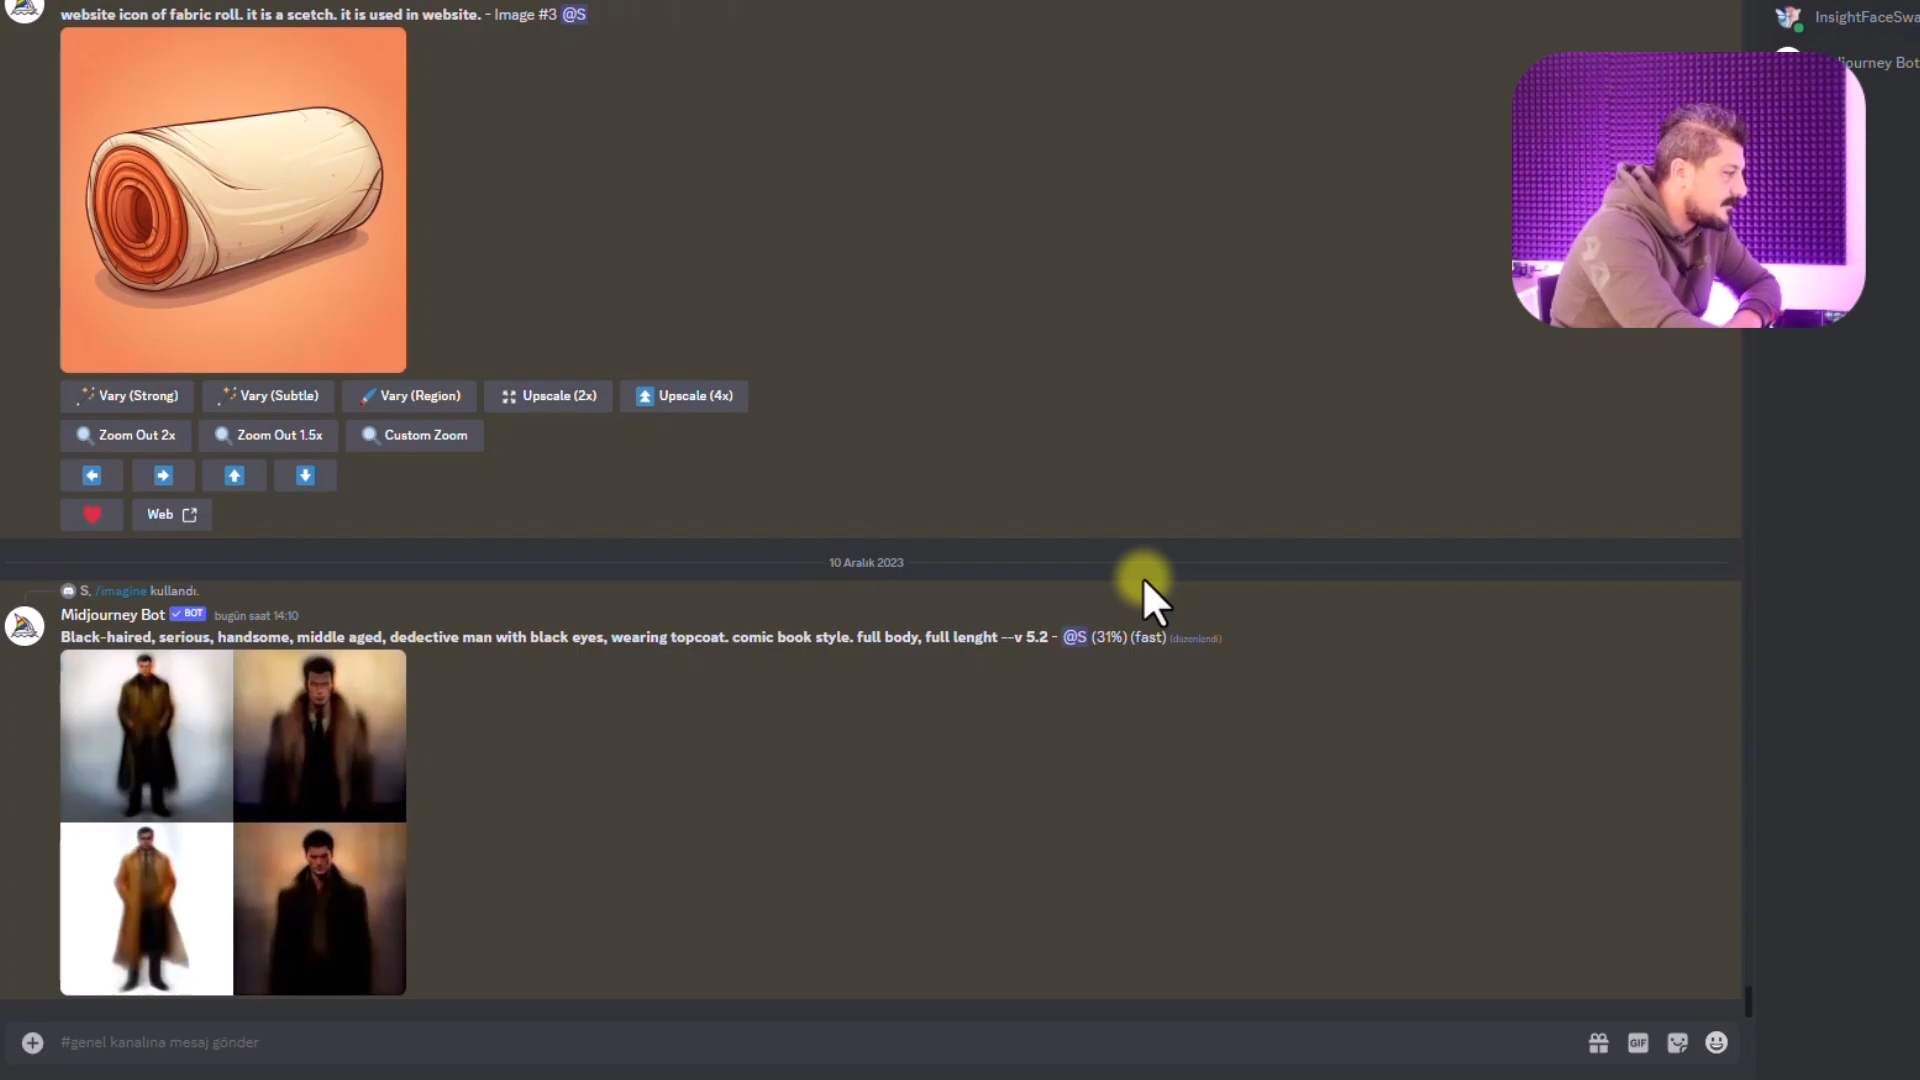 website icon of fabric roll. it is a scetch. it is used in website. - Image #3 @S
InsightFaceSwa
journey Bot
Vary (Strong) Vary (Subtle) Vary (Region) Upscale (2x) Upscale (4x)
Zoom Out 2x Zoom Out 1.5x Custom Zoom
Web
10 Aralık 2023
S, /imagine kullandı.
Midjourney Bot BOT bugün saat 14:10
Black-haired, serious, handsome, middle aged, dedective man with black eyes, wearing topcoat. comic book style. full body, full lenght --v 5.2 - @S (31%) (fast) (düzenlendi)
#genel kanalına mesaj gönder
GIF